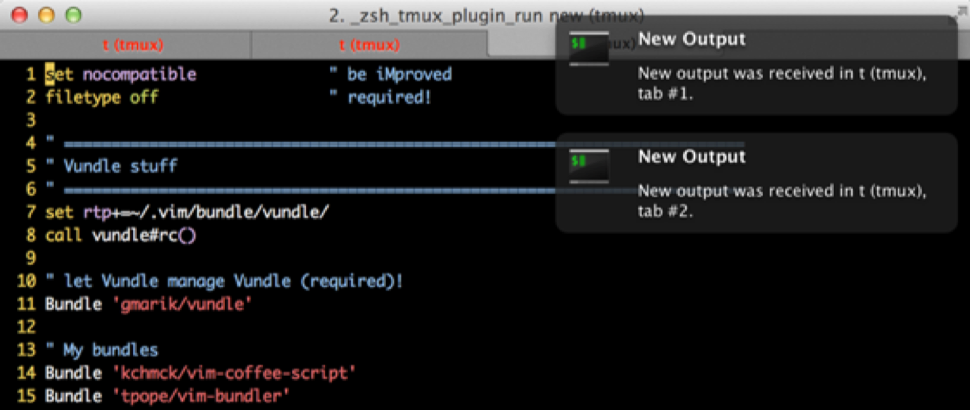 2. _zsh_tmux_plugin_run new (tmux)
t (tmux)
t (tmux)
ux)
New Output
New output was received in t (tmux),
tab #1.
New Output
New output was received in t (tmux),
tab #2.
1 set nocompatible " be iMproved
2 filetype off " required!
3
4 " ==============================
5 " Vundle stuff
6 " ==============================
7 set rtp+=~/.vim/bundle/vundle/
8 call vundle#rc()
9
10 " let Vundle manage Vundle (required)!
11 Bundle 'gmarik/vundle'
12
13 " My bundles
14 Bundle 'kchmck/vim-coffee-script'
15 Bundle 'tpope/vim-bundler'